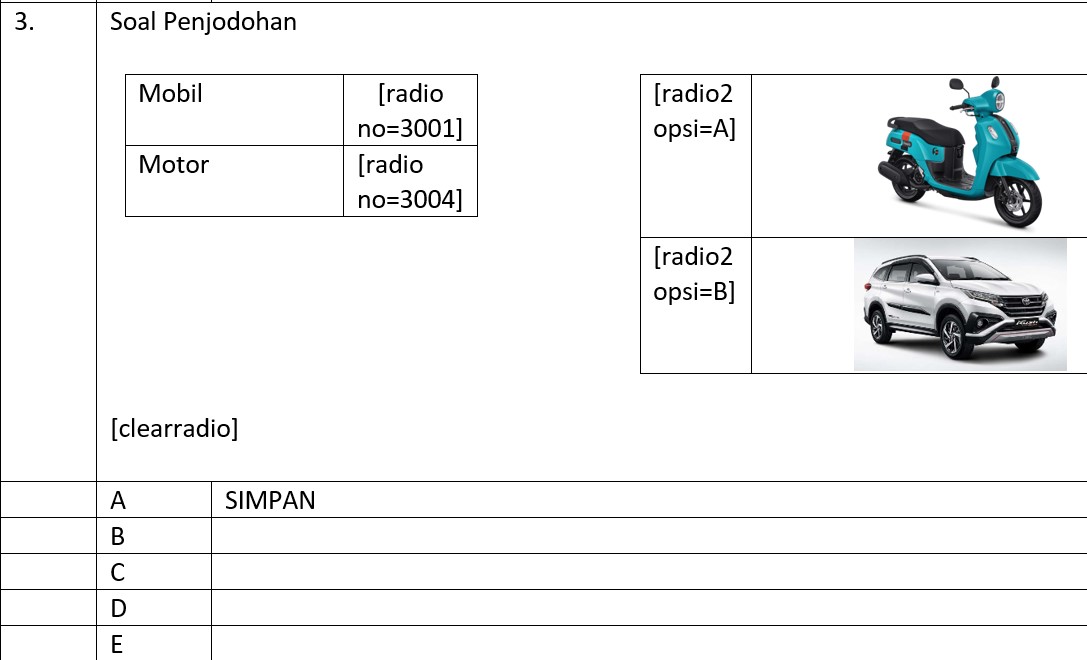 3.
Soal Penjodohan
Mobil
[radio
no=3001]
Motor
[radio
no=3004]
[radio2
opsi=A]
[radio2
opsi=B]
[clearradio]
A
SIMPAN
B
C
D
E